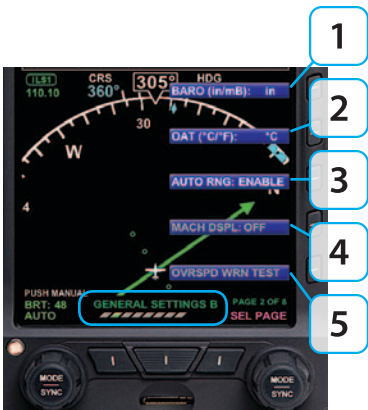 1
ILS1 CRS 305° HDG
110.10 360° BARO (in/mB): in
2
30 OAT (°C/°F): °C
W
3
AUTO RNG: ENABLE
N
4
4
MACH DSPL: OFF
5
OVRSPD WRN TEST
PUSH MANUAL
BRT: 48 GENERAL SETTINGS B PAGE 2 OF 8
AUTO SEL PAGE
MODE MODE
SYNC SYNC